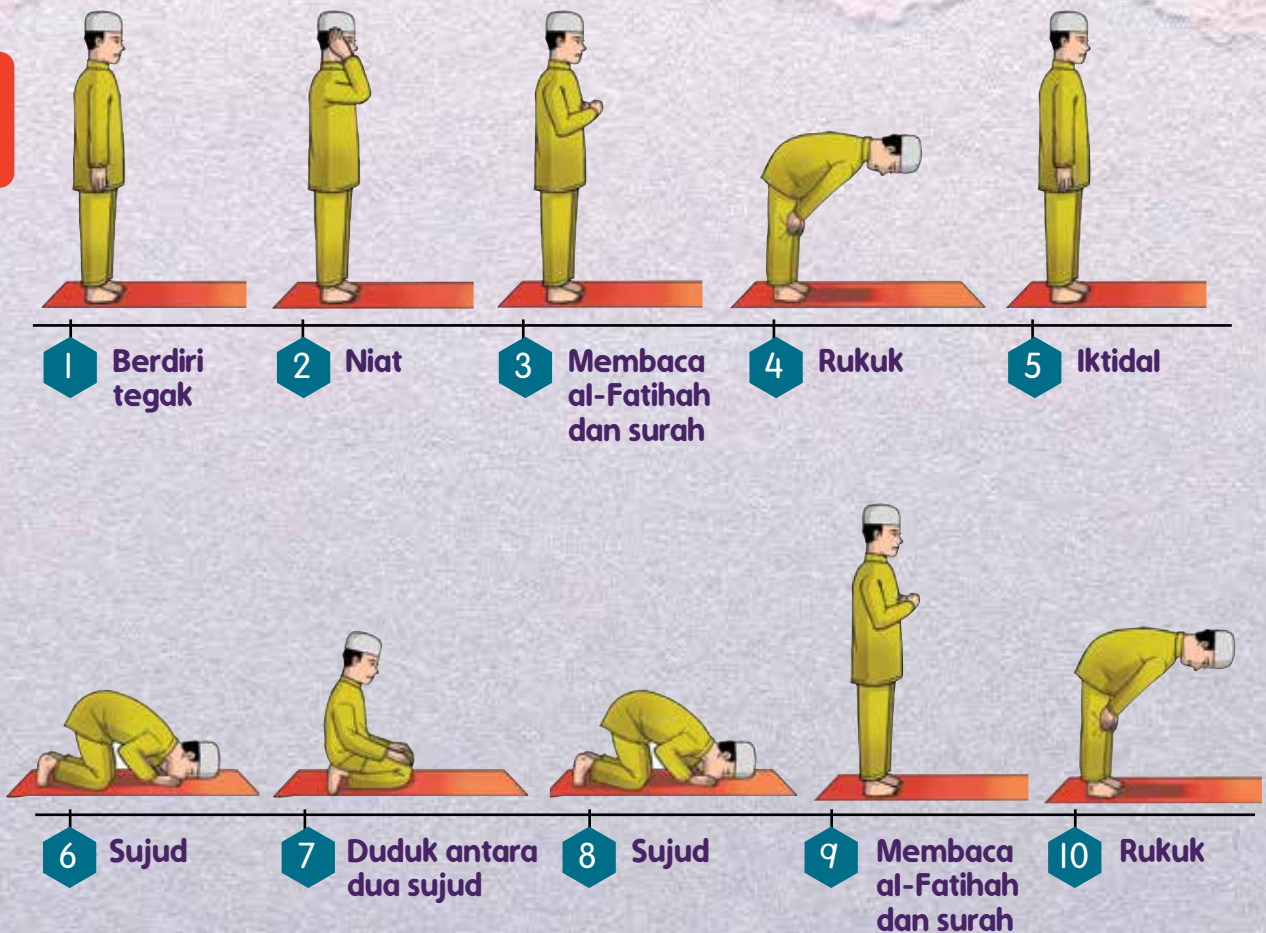 1 Berdiri
tegak
2 Niat
3 Membaca
al-Fatihah
dan surah
4 Rukuk
5 Iktidal
6 Sujud
7 Duduk antara
dua sujud
8 Sujud
9 Membaca
al-Fatihah
dan surah
10 Rukuk